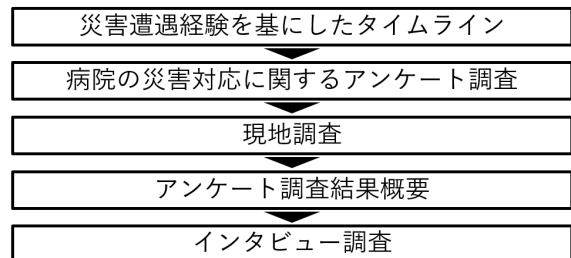 災害遭遇経験を基にしたタイムライン
病院の災害対応に関するアンケート調査
現地調査
アンケート調査結果概要
インタビュー調査